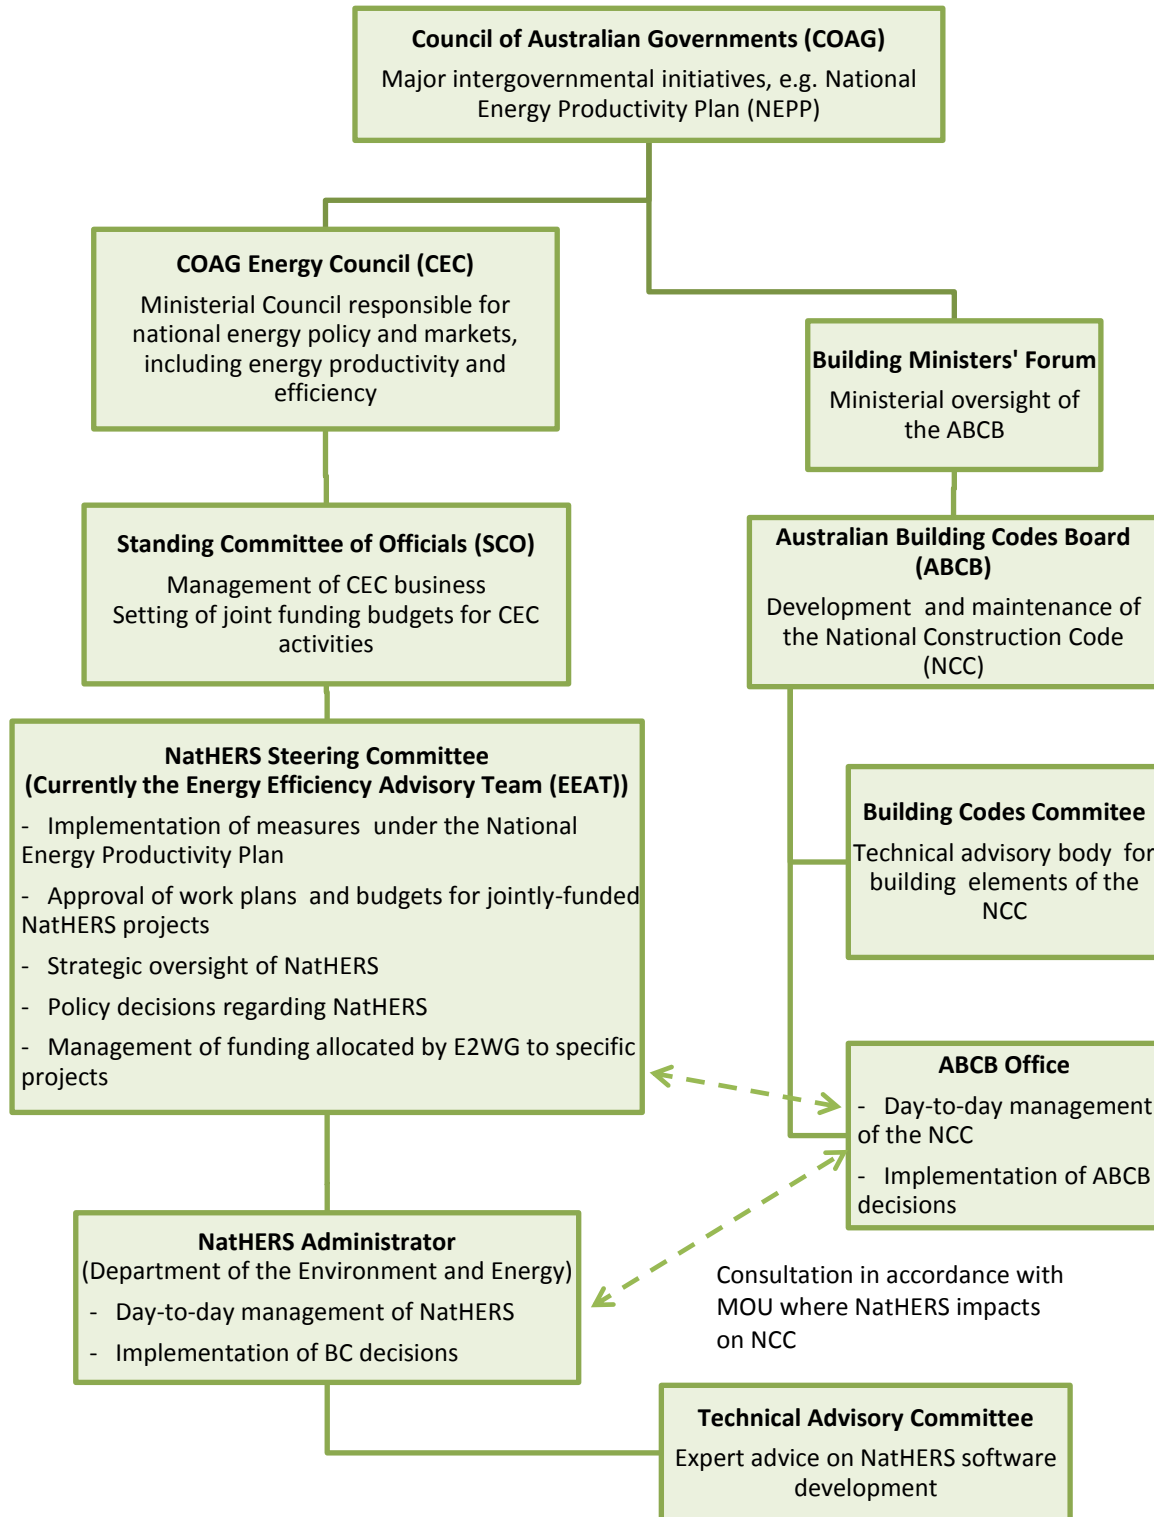 Council of Australian Governments (COAG)
Major intergovernmental initiatives, e.g. National
Energy Productivity Plan (NEPP)
COAG Energy Council (CEC)
Ministerial Council responsible for
national energy policy and markets,
including energy productivity and
efficiency
Building Ministers' Forum
Ministerial oversight of
the ABCB
Standing Committee of Officials (SCO)
Management of CEC business
Setting of joint funding budgets for CEC
activities
Australian Building Codes Board
(ABCB)
Development and maintenance of
the National Construction Code
(NCC)
NatHERS Steering Committee
(Currently the Energy Efficiency Advisory Team (EEAT))
- Implementation of measures under the National
Energy Productivity Plan
- Approval of work plans and budgets for jointly-funded
NatHERS projects
- Strategic oversight of NatHERS
- Policy decisions regarding NatHERS
- Management of funding allocated by E2WG to specific
projects
Building Codes Commitee
Technical advisory body for
building elements of the
NCC
ABCB Office
- Day-to-day management
of the NCC
- Implementation of ABCB
decisions
NatHERS Administrator
(Department of the Environment and Energy)
- Day-to-day management of NatHERS
- Implementation of BC decisions
Consultation in accordance with
MOU where NatHERS impacts
on NCC
Technical Advisory Committee
Expert advice on NatHERS software
development